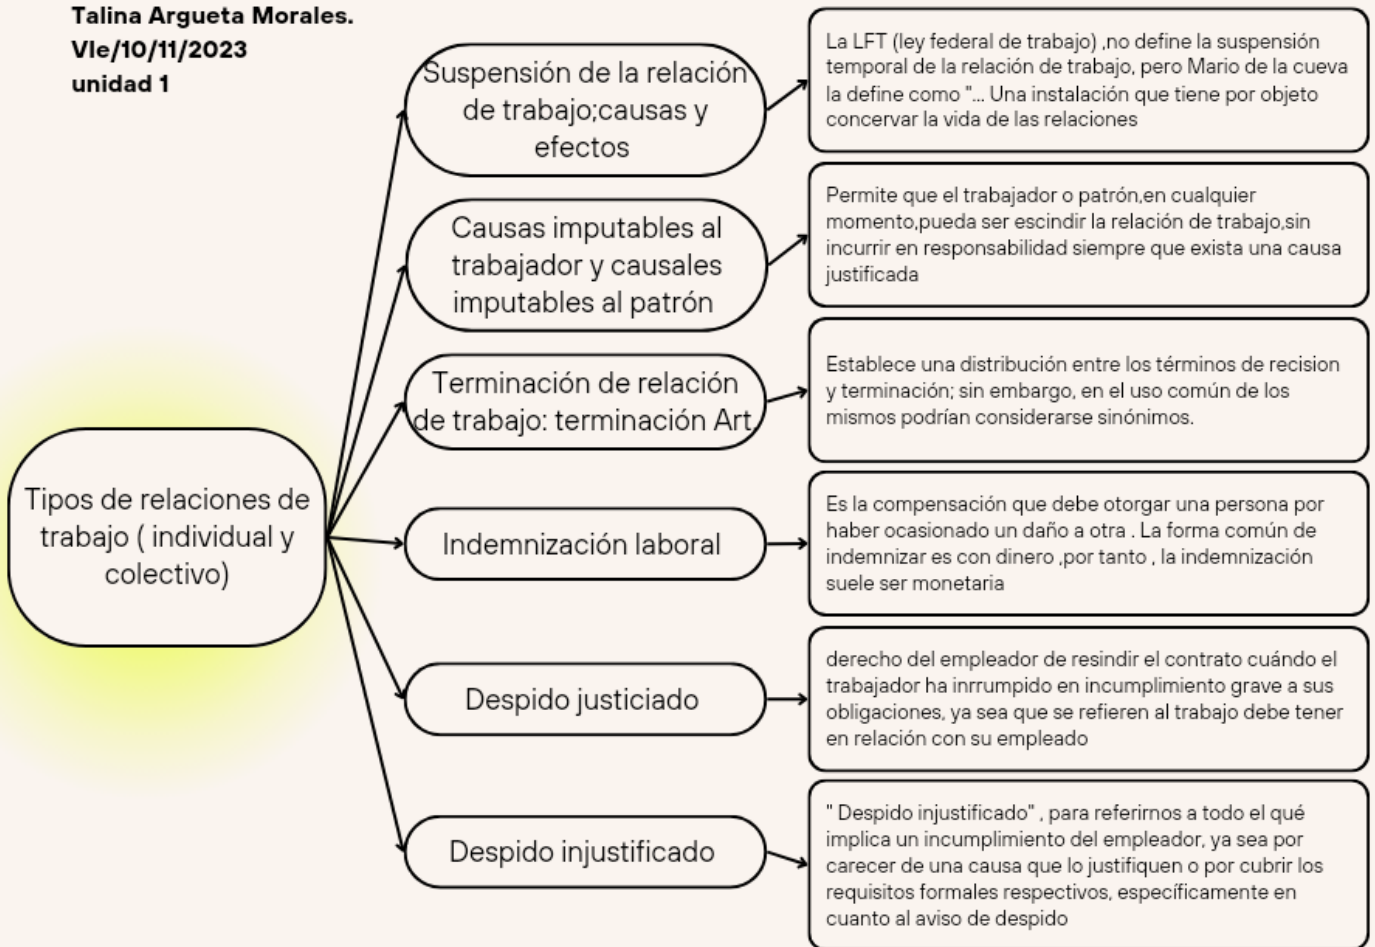 Talina Argueta Morales.
VIe/10/11/2023
unidad 1
Tipos de relaciones de
trabajo ( individual y
colectivo)
Suspensión de la relación
de trabajo;causas y
efectos
La LFT (ley federal de trabajo) ,no define la suspensión
temporal de la relación de trabajo, pero Mario de la cueva
la define como "... Una instalación que tiene por objeto
concervar la vida de las relaciones
Causas imputables al
trabajador y causales
imputables al patrón
Permite que el trabajador o patrón,en cualquier
momento,pueda ser escindir la relación de trabajo,sin
incurrir en responsabilidad siempre que exista una causa
justificada
Terminación de relación
de trabajo: terminación Art.
Establece una distribución entre los términos de recision
y terminación; sin embargo, en el uso común de los
mismos podrían considerarse sinónimos.
Indemnización laboral
Es la compensación que debe otorgar una persona por
haber ocasionado un daño a otra . La forma común de
indemnizar es con dinero ,por tanto , la indemnización
suele ser monetaria
Despido justiciado
derecho del empleador de resindir el contrato cuándo el
trabajador ha inrrumpido en incumplimiento grave a sus
obligaciones, ya sea que se refieren al trabajo debe tener
en relación con su empleado
Despido injustificado
" Despido injustificado" , para referirnos a todo el qué
implica un incumplimiento del empleador, ya sea por
carecer de una causa que lo justifiquen o por cubrir los
requisitos formales respectivos, específicamente en
cuanto al aviso de despido